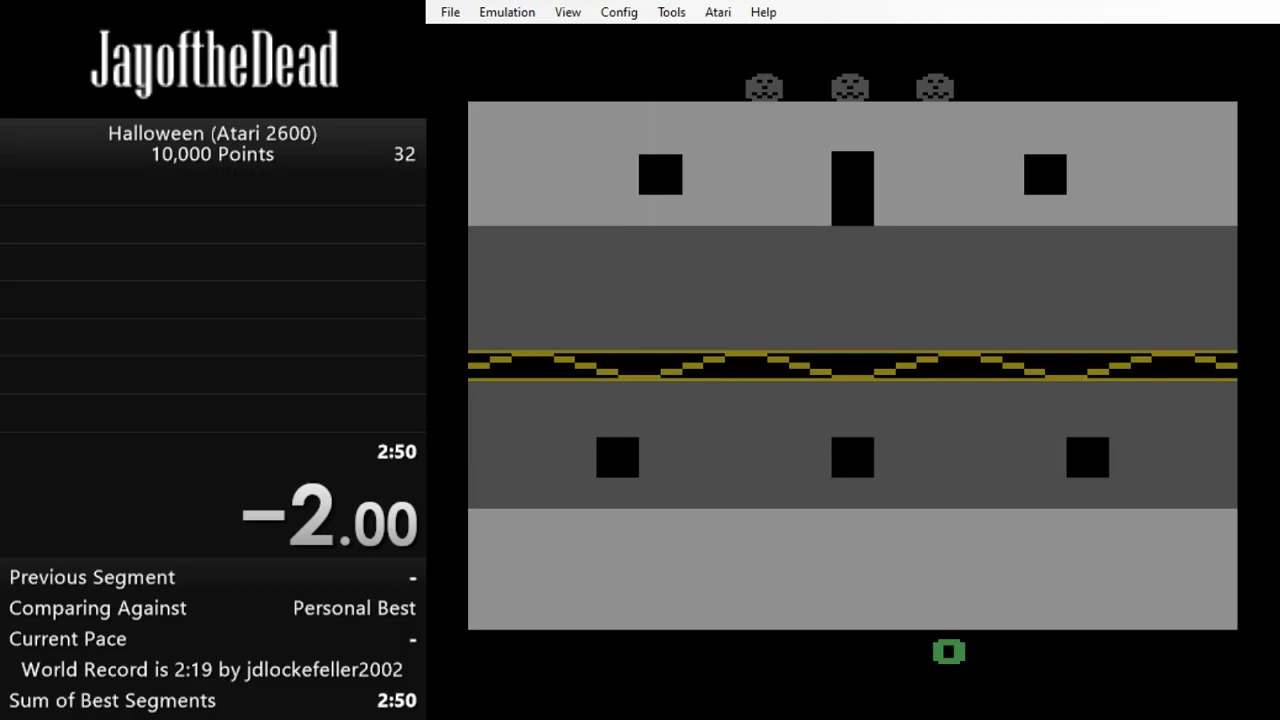 JayoftheDead
File Emulation View Config Tools Atari Help
Halloween (Atari 2600)
10,000 Points 32
2:50
-2.00
Previous Segment -
Comparing Against Personal Best
Current Pace -
World Record is 2:19 by jdlockefeller2002
Sum of Best Segments 2:50
0